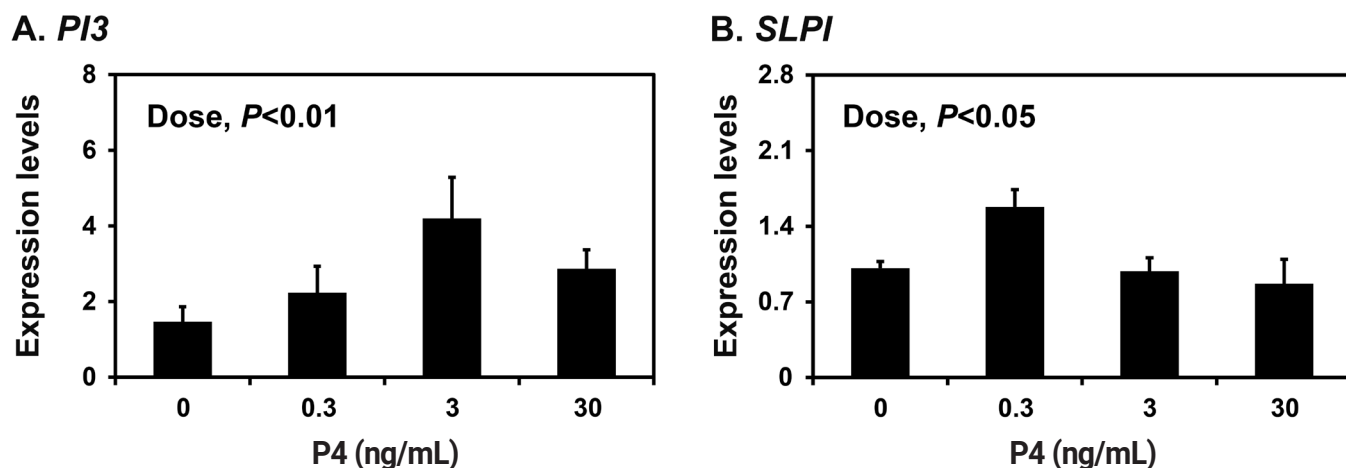 A. PI3
Expression levels
8
6
4
2
0
Dose, P<0.01
0 0.3 3 30
P4 (ng/mL)
B. SLPI
Expression levels
2.8
2.1
1.4
0.7
0
Dose, P<0.05
0 0.3 3 30
P4 (ng/mL)